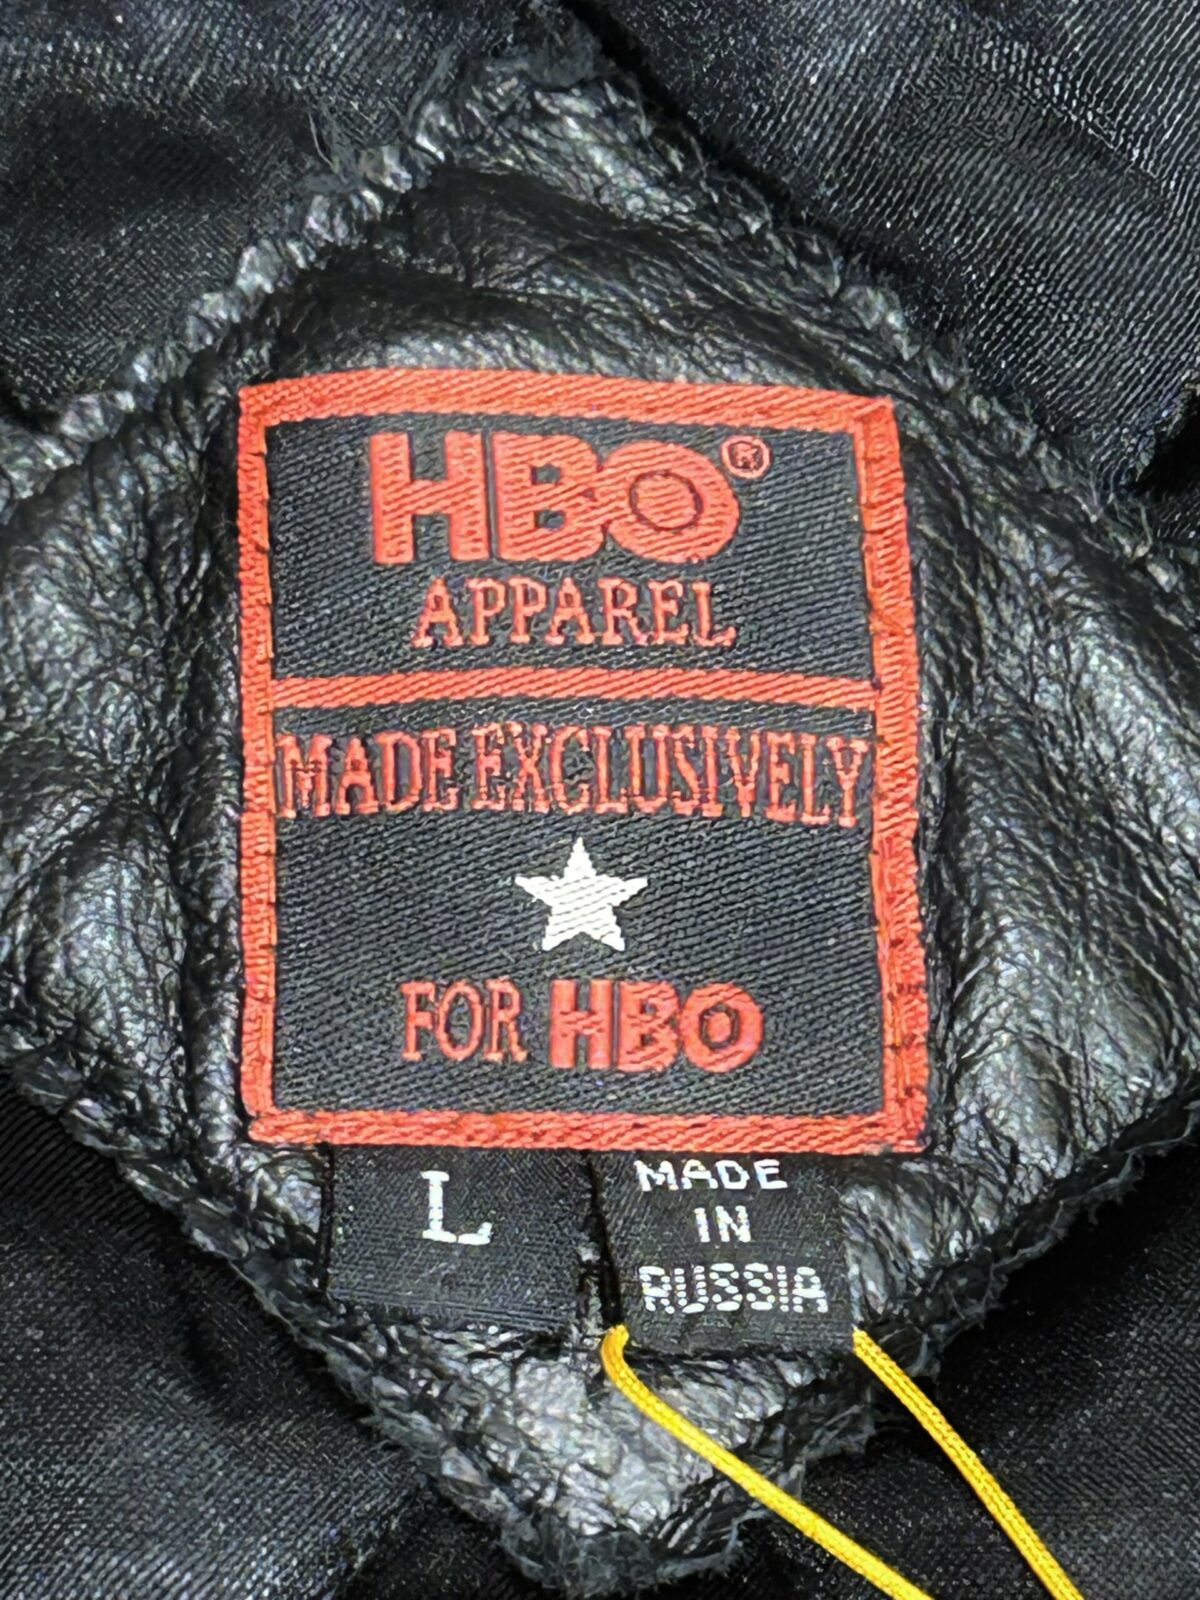 HBO®
APPAREL
MADE EXCLUSIVELY
FOR HBO
L
MADE
IN
RUSSIA